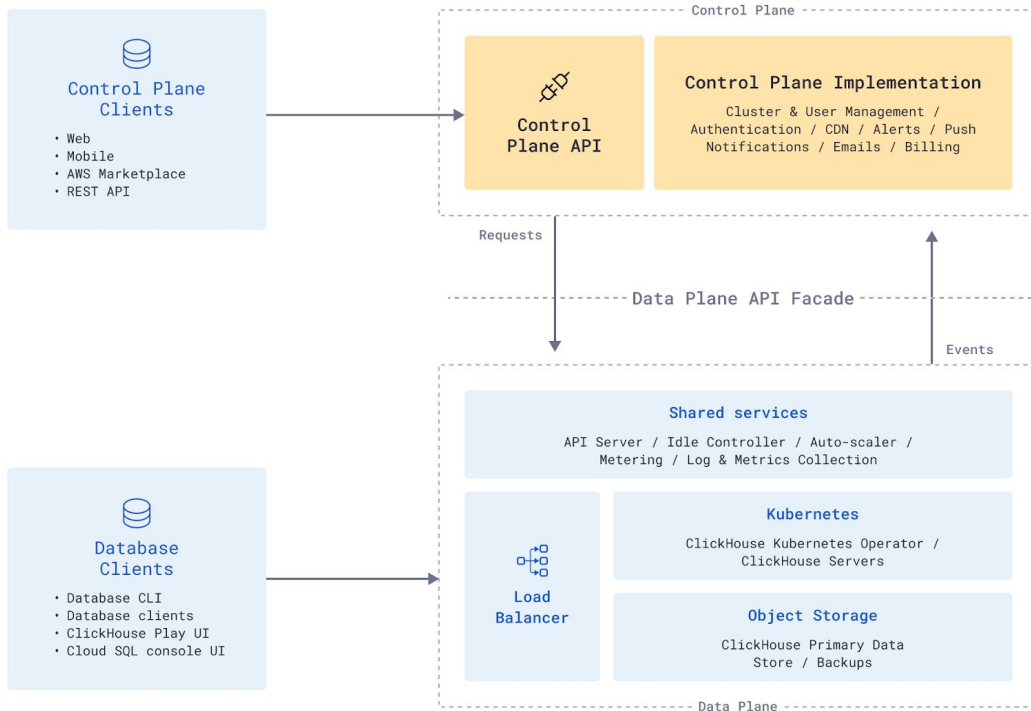 Control Plane
Control Plane
Clients
• Web
• Mobile
• AWS Marketplace
• REST API
Control
Plane API
Control Plane Implementation
Cluster & User Management /
Authentication / CDN / Alerts / Push
Notifications / Emails / Billing
Requests
Data Plane API Facade
Events
Shared services
API Server / Idle Controller / Auto-scaler /
Metering / Log & Metrics Collection
Database
Clients
• Database CLI
• Database clients
• ClickHouse Play UI
• Cloud SQL console UI
Load
Balancer
Kubernetes
ClickHouse Kubernetes Operator /
ClickHouse Servers
Object Storage
ClickHouse Primary Data
Store / Backups
Data Plane